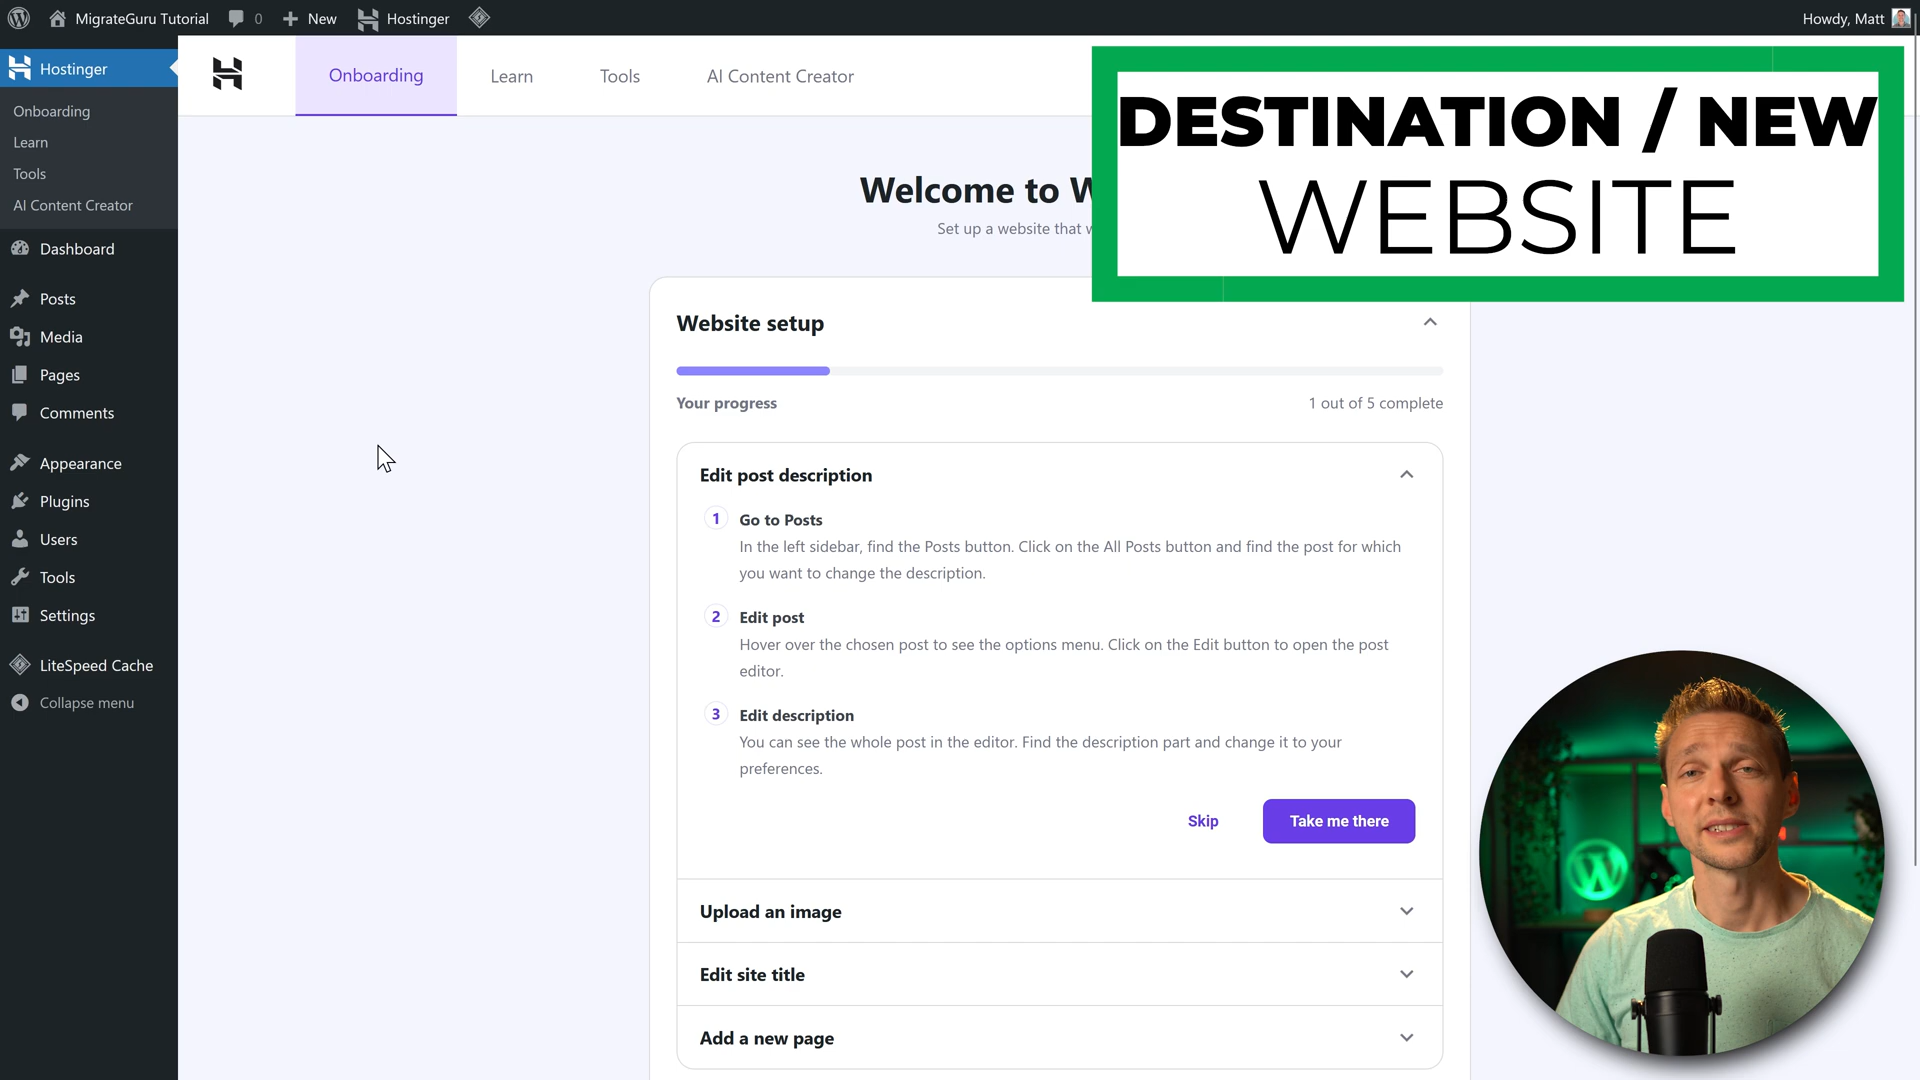 MigrateGuru Tutorial
0
New
Hostinger
Howdy, Matt
Hostinger
Onboarding
Learn
Tools
AI Content Creator
Dashboard
Posts
Media
Pages
Comments
Appearance
Plugins
Users
Tools
Settings
LiteSpeed Cache
Collapse menu
Onboarding
Learn
Tools
AI Content Creator
DESTINATION / NEW
WEBSITE
Welcome to
Set up a website that
Website setup
Your progress
1 out of 5 complete
Edit post description
1 Go to Posts
In the left sidebar, find the Posts button. Click on the All Posts button and find the post for which
you want to change the description.
2 Edit post
Hover over the chosen post to see the options menu. Click on the Edit button to open the post
editor.
3 Edit description
You can see the whole post in the editor. Find the description part and change it to your
preferences.
Skip
Take me there
Upload an image
Edit site title
Add a new page